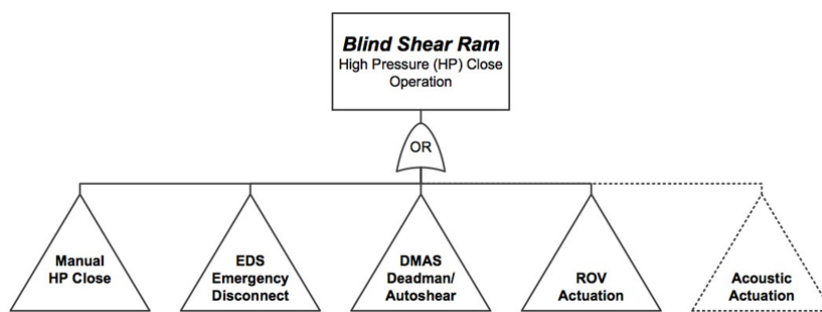 Blind Shear Ram
High Pressure (HP) Close
Operation
OR
Manual
HP Close
EDS
Emergency
Disconnect
DMAS
Deadman/
Autoshear
ROV
Actuation
Acoustic
Actuation